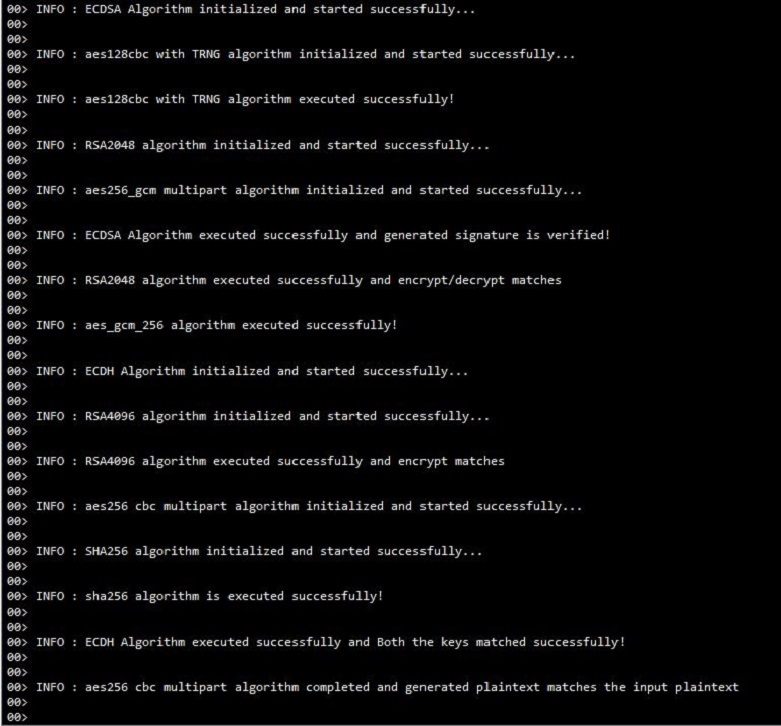 00> INFO : ECDSA Algorithm initialized and started successfully...
00>
00>
00> INFO : aes128cbc with TRNG algorithm initialized and started successfully...
00>
00>
00> INFO : aes128cbc with TRNG algorithm executed successfully!
00>
00>
00> INFO : RSA2048 algorithm initialized and started successfully...
00>
00>
00> INFO : aes256_gcm multipart algorithm initialized and started successfully...
00>
00>
00> INFO : ECDSA Algorithm executed successfully and generated signature is verified!
00>
00>
00> INFO : RSA2048 algorithm executed successfully and encrypt/decrypt matches
00>
00>
00> INFO : aes_gcm_256 algorithm executed successfully!
00>
00>
00> INFO : ECDH Algorithm initialized and started successfully...
00>
00>
00> INFO : RSA4096 algorithm initialized and started successfully...
00>
00>
00> INFO : RSA4096 algorithm executed successfully and encrypt matches
00>
00>
00> INFO : aes256 cbc multipart algorithm initialized and started successfully...
00>
00>
00> INFO : SHA256 algorithm initialized and started successfully...
00>
00>
00> INFO : sha256 algorithm is executed successfully!
00>
00>
00> INFO : ECDH Algorithm executed successfully and Both the keys matched successfully!
00>
00>
00> INFO : aes256 cbc multipart algorithm completed and generated plaintext matches the input plaintext
00>
00>